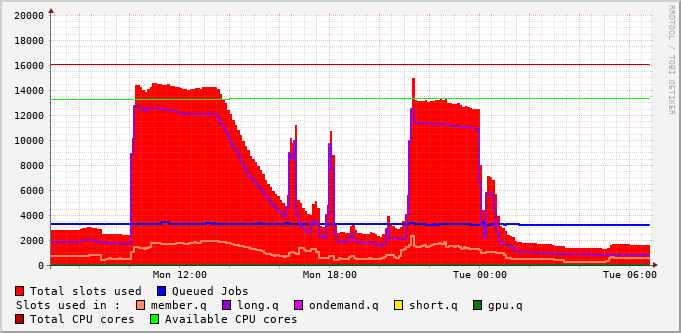 20000
18000
16000
14000
12000
10000
8000
6000
4000
2000
0
Mon 12:00 Mon 18:00 Tue 00:00 Tue 06:00
RRDTOOL / TOBI OETIKER
Total slots used Queued Jobs
Slots used in : member.q long.q ondemand.q short.q gpu.q
Total CPU cores Available CPU cores